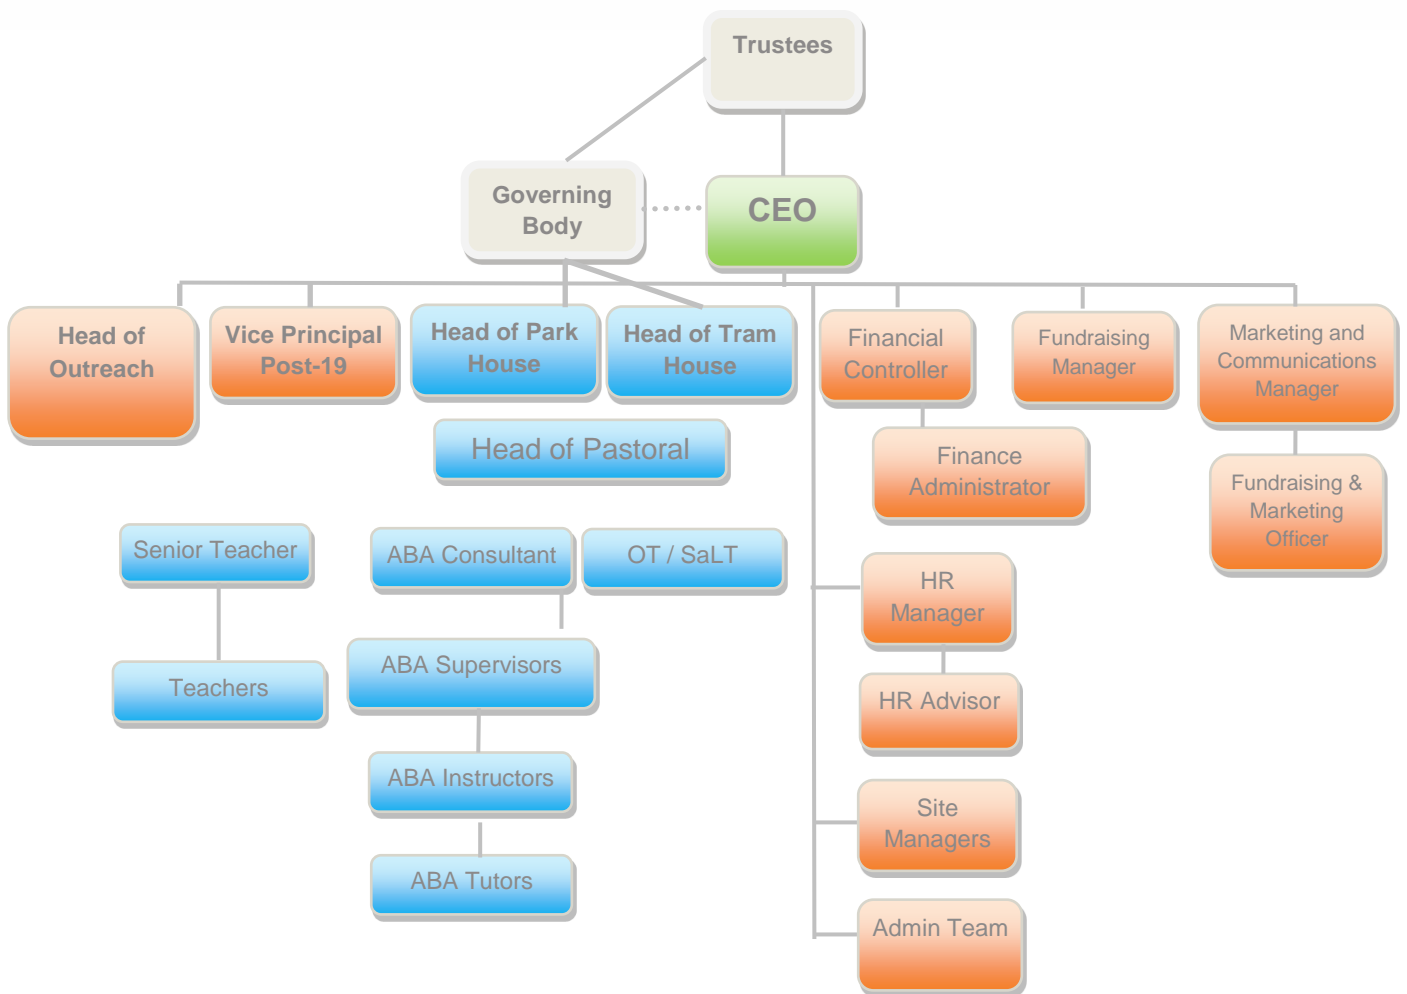 Trustees
Governing
Body
CEO
Head of
Outreach
Vice Principal
Post-19
Head of Park
House
Head of Tram
House
Financial
Controller
Fundraising
Manager
Marketing and
Communications
Manager
Head of Pastoral
Finance
Administrator
Fundraising &
Marketing
Officer
Senior Teacher
ABA Consultant
OT / SaLT
HR
Manager
Teachers
ABA Supervisors
HR Advisor
ABA Instructors
Site
Managers
ABA Tutors
Admin Team